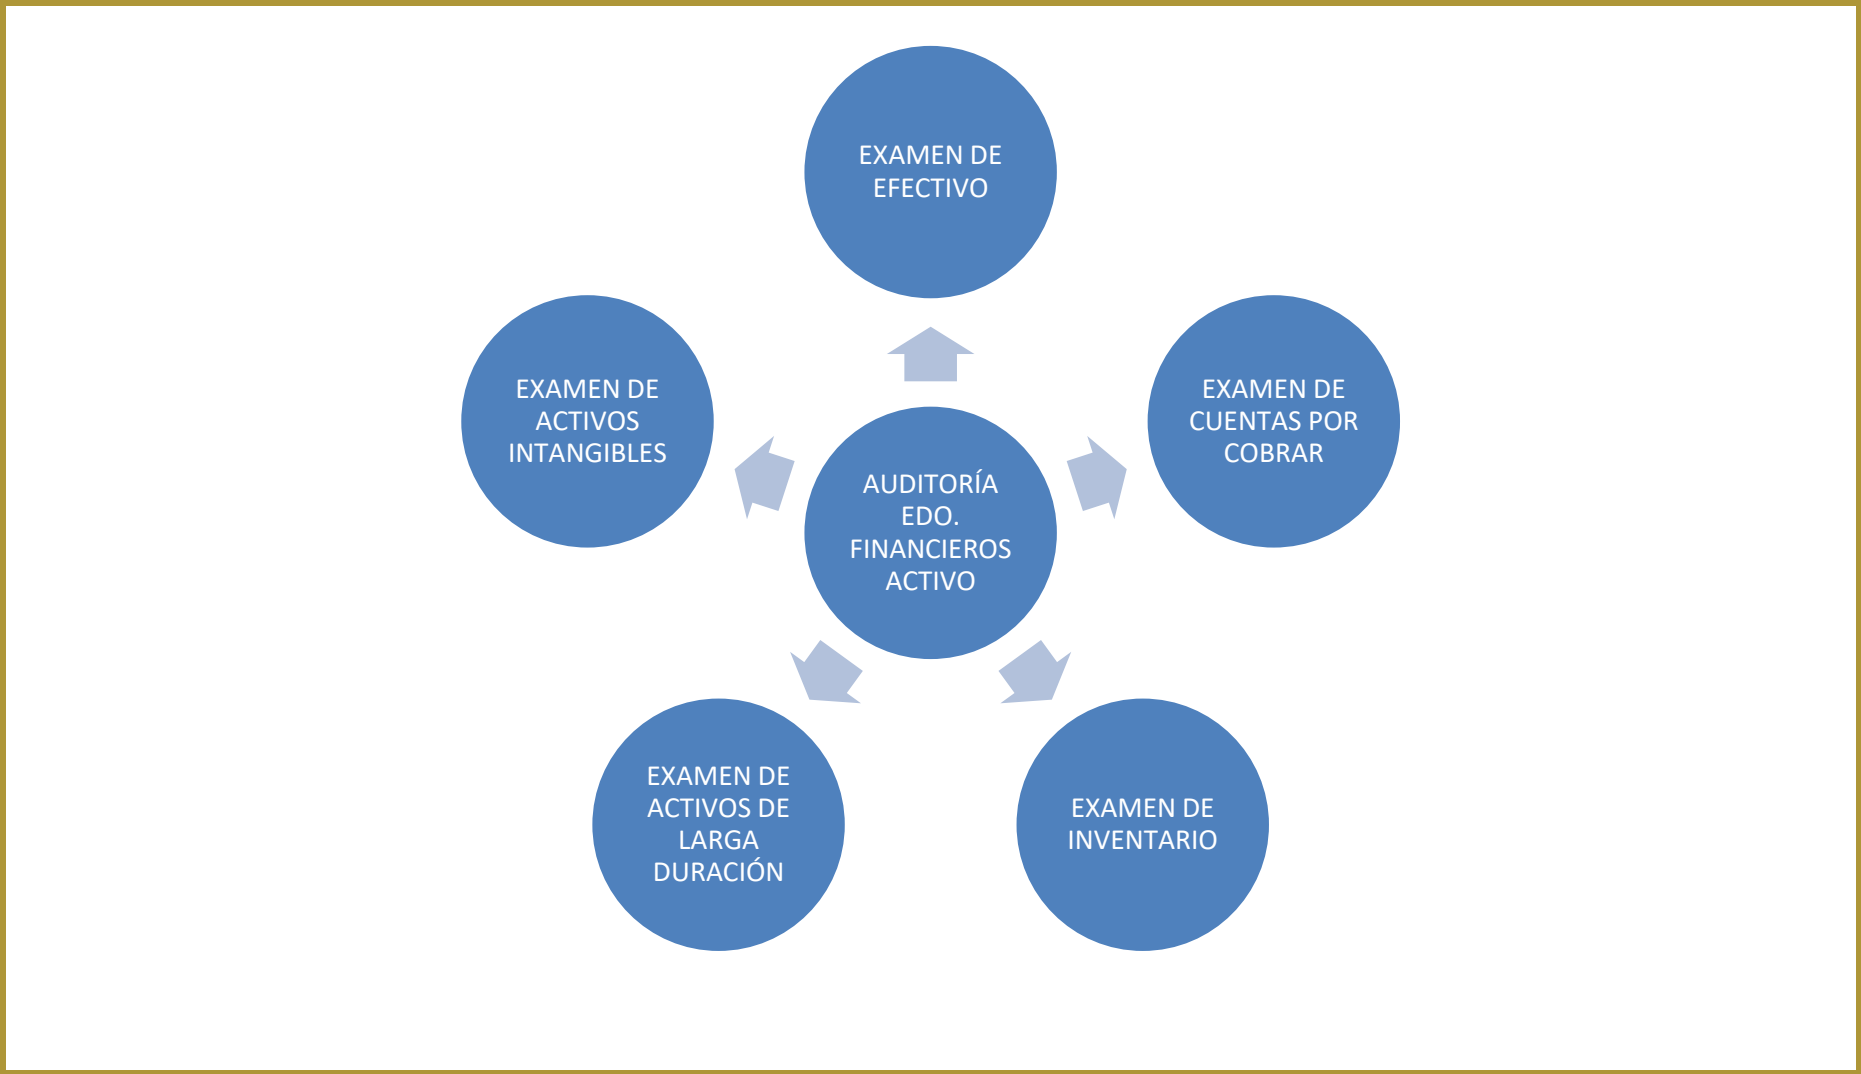 EXAMEN DE
EFECTIVO
EXAMEN DE
CUENTAS POR
COBRAR
EXAMEN DE
INVENTARIO
EXAMEN DE
ACTIVOS DE
LARGA
DURACIÓN
EXAMEN DE
ACTIVOS
INTANGIBLES
AUDITORÍA
EDO.
FINANCIEROS
ACTIVO